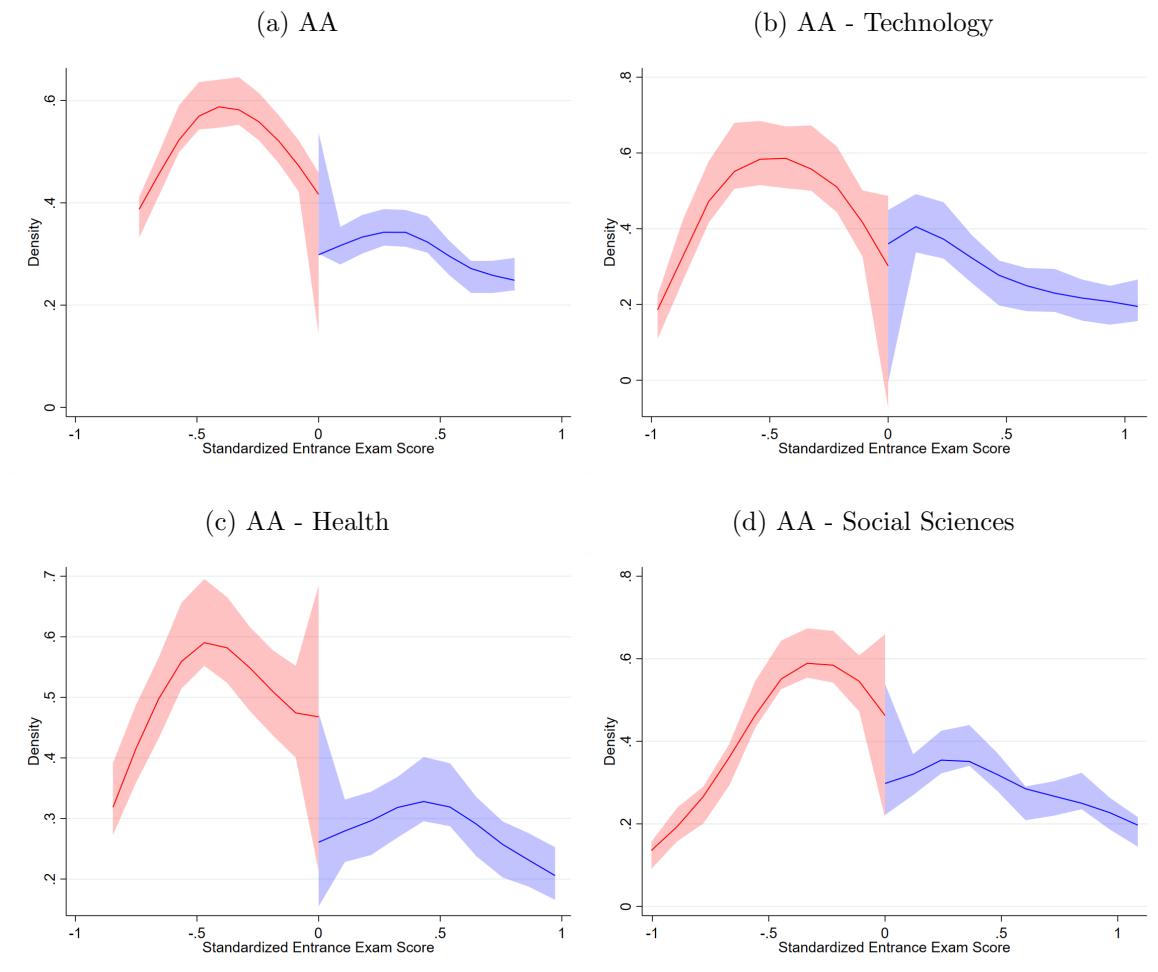 (a) AA
Density
.6
.4
.2
0
-1 -.5 0 .5 1
Standardized Entrance Exam Score
(b) AA - Technology
Density
.8
.6
.4
.2
0
-1 -.5 0 .5 1
Standardized Entrance Exam Score
(c) AA - Health
Density
.7
.6
.5
.4
.3
.2
-1 -.5 0 .5 1
Standardized Entrance Exam Score
(d) AA - Social Sciences
Density
.8
.6
.4
.2
0
-1 -.5 0 .5 1
Standardized Entrance Exam Score